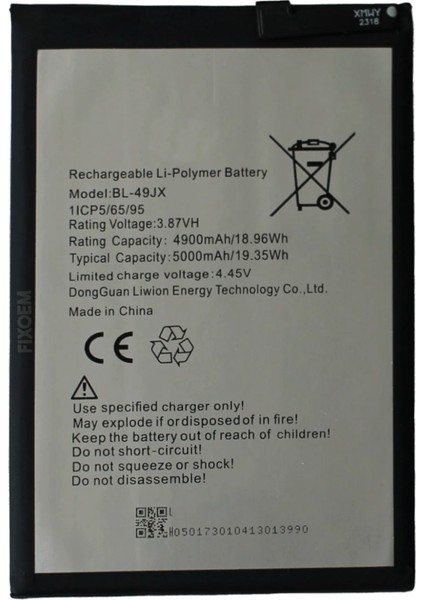 XMWY
2318
Rechargeable Li-Polymer Battery
Model:BL-49JX
1ICP5/65/95
Rating Voltage:3.87VH
Rating Capacity: 4900mAh/18.96Wh
Typical Capacity: 5000mAh/19.35Wh
Limited charge voltage:4.45V
DongGuan Liwion Energy Technology Co.,Ltd.
Made in China
FIXOEM
CE
Use specified charger only!
May explode if ordisposed of in fire!
Keep the battery out of reach of children!
Do not short-circuit!
Do not squeeze or shock!
Do not disassemble!
L
H050173010413013990